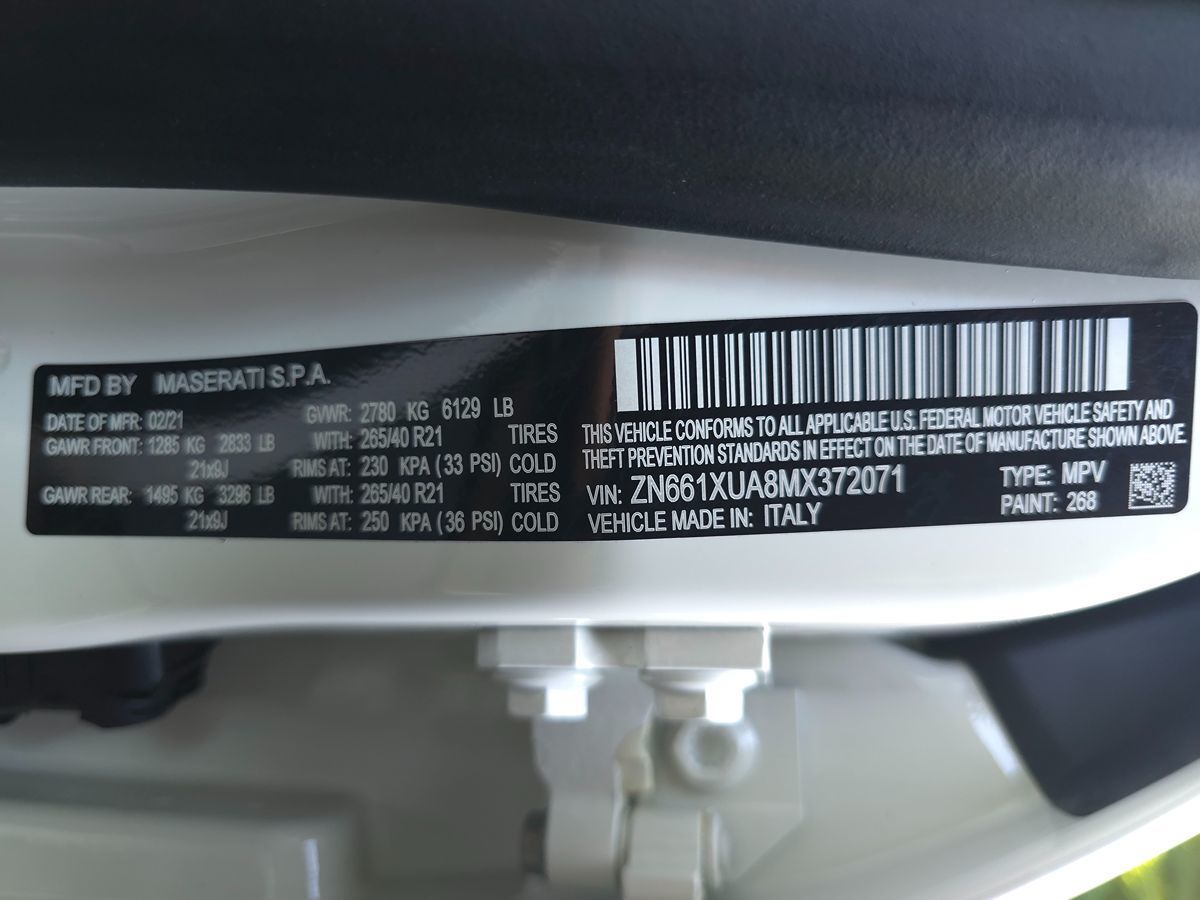 MFD BY MASERATI S.P.A.
DATE OF MFR: 02/21 GVWR: 2780 KG 6129 LB
GAWR FRONT: 1285 KG 2833 LB WITH: 265/40 R21 TIRES
21x9J RIMS AT: 230 KPA (33 PSI) COLD
GAWR REAR: 1495 KG 3296 LB WITH: 265/40 R21 TIRES
21x9J RIMS AT: 250 KPA (36 PSI) COLD
THIS VEHICLE CONFORMS TO ALL APPLICABLE U.S. FEDERAL MOTOR VEHICLE SAFETY AND
THEFT PREVENTION STANDARDS IN EFFECT ON THE DATE OF MANUFACTURE SHOWN ABOVE
VIN: ZN661XUA8MX372071 TYPE: MPV
VEHICLE MADE IN: ITALY PAINT: 268